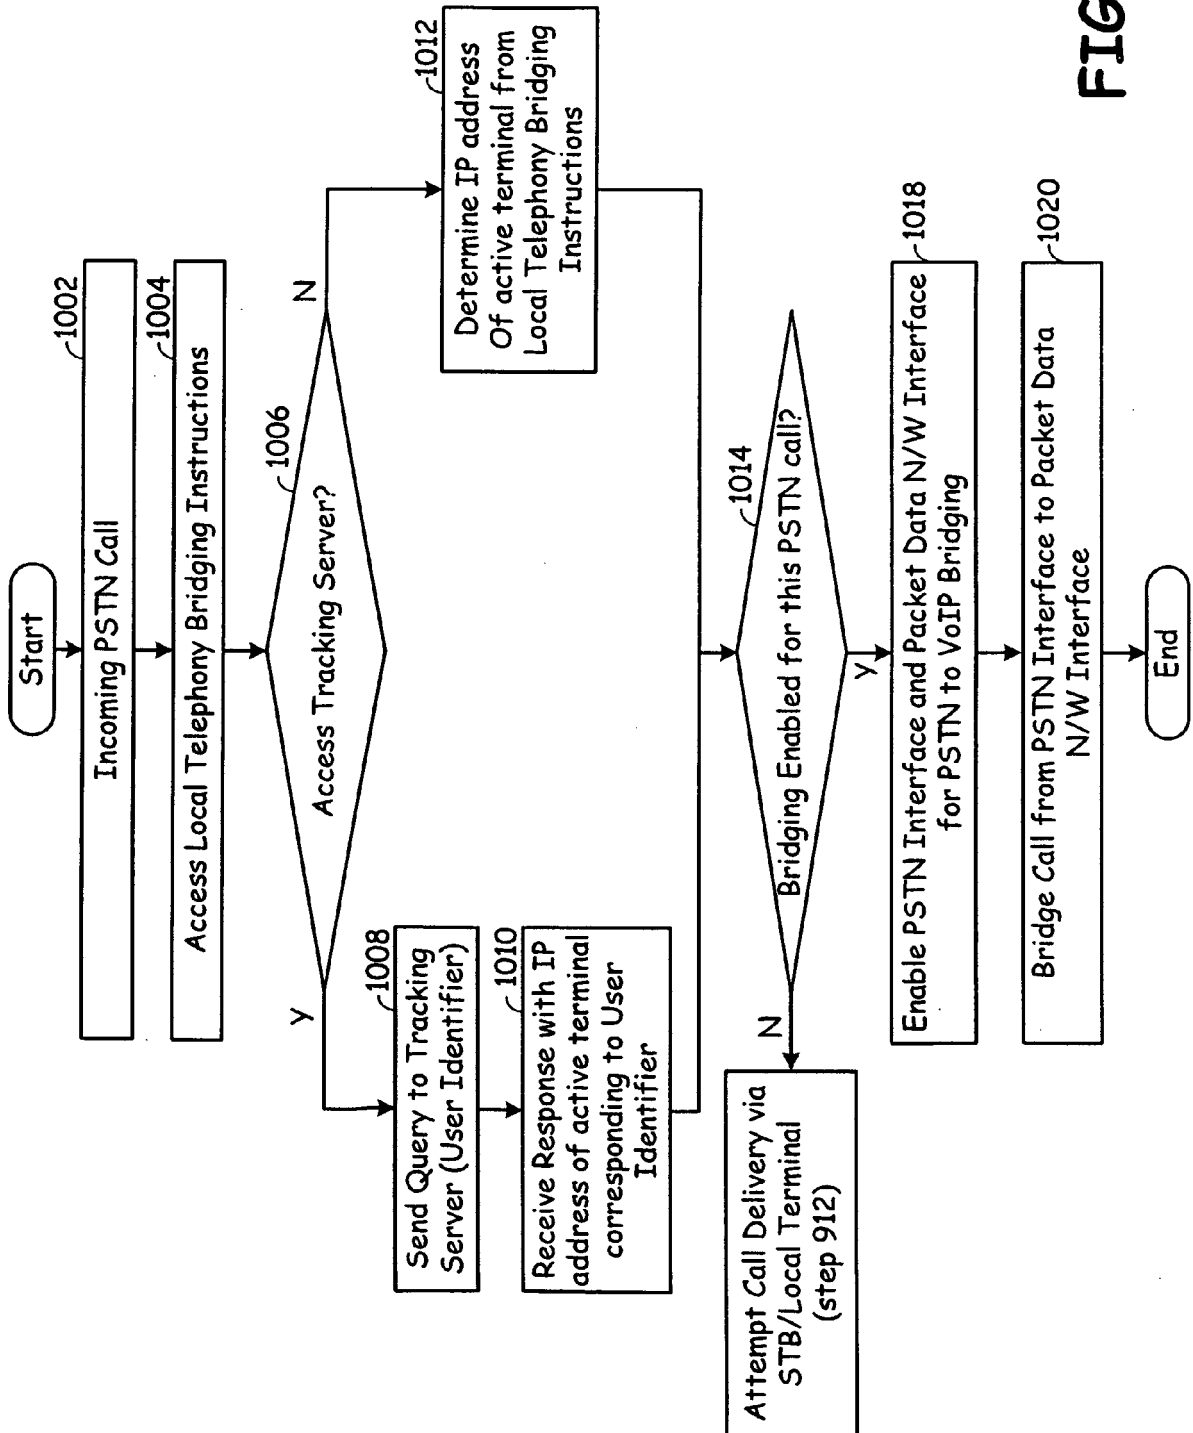 Start
1002
Incoming PSTN Call
1004
Access Local Telephony Bridging Instructions
1006
Access Tracking Server?
Y
N
1008
Send Query to Tracking
Server (User Identifier)
1010
Receive Response with IP
address of active terminal
corresponding to User
Identifier
1012
Determine IP address
Of active terminal from
Local Telephony Bridging
Instructions
1014
Bridging Enabled for this PSTN call?
N
Y
Attempt Call Delivery via
STB/Local Terminal
(step 912)
1018
Enable PSTN Interface and Packet Data N/W Interface
for PSTN to VoIP Bridging
1020
Bridge Call from PSTN Interface to Packet Data
N/W Interface
End
FIG